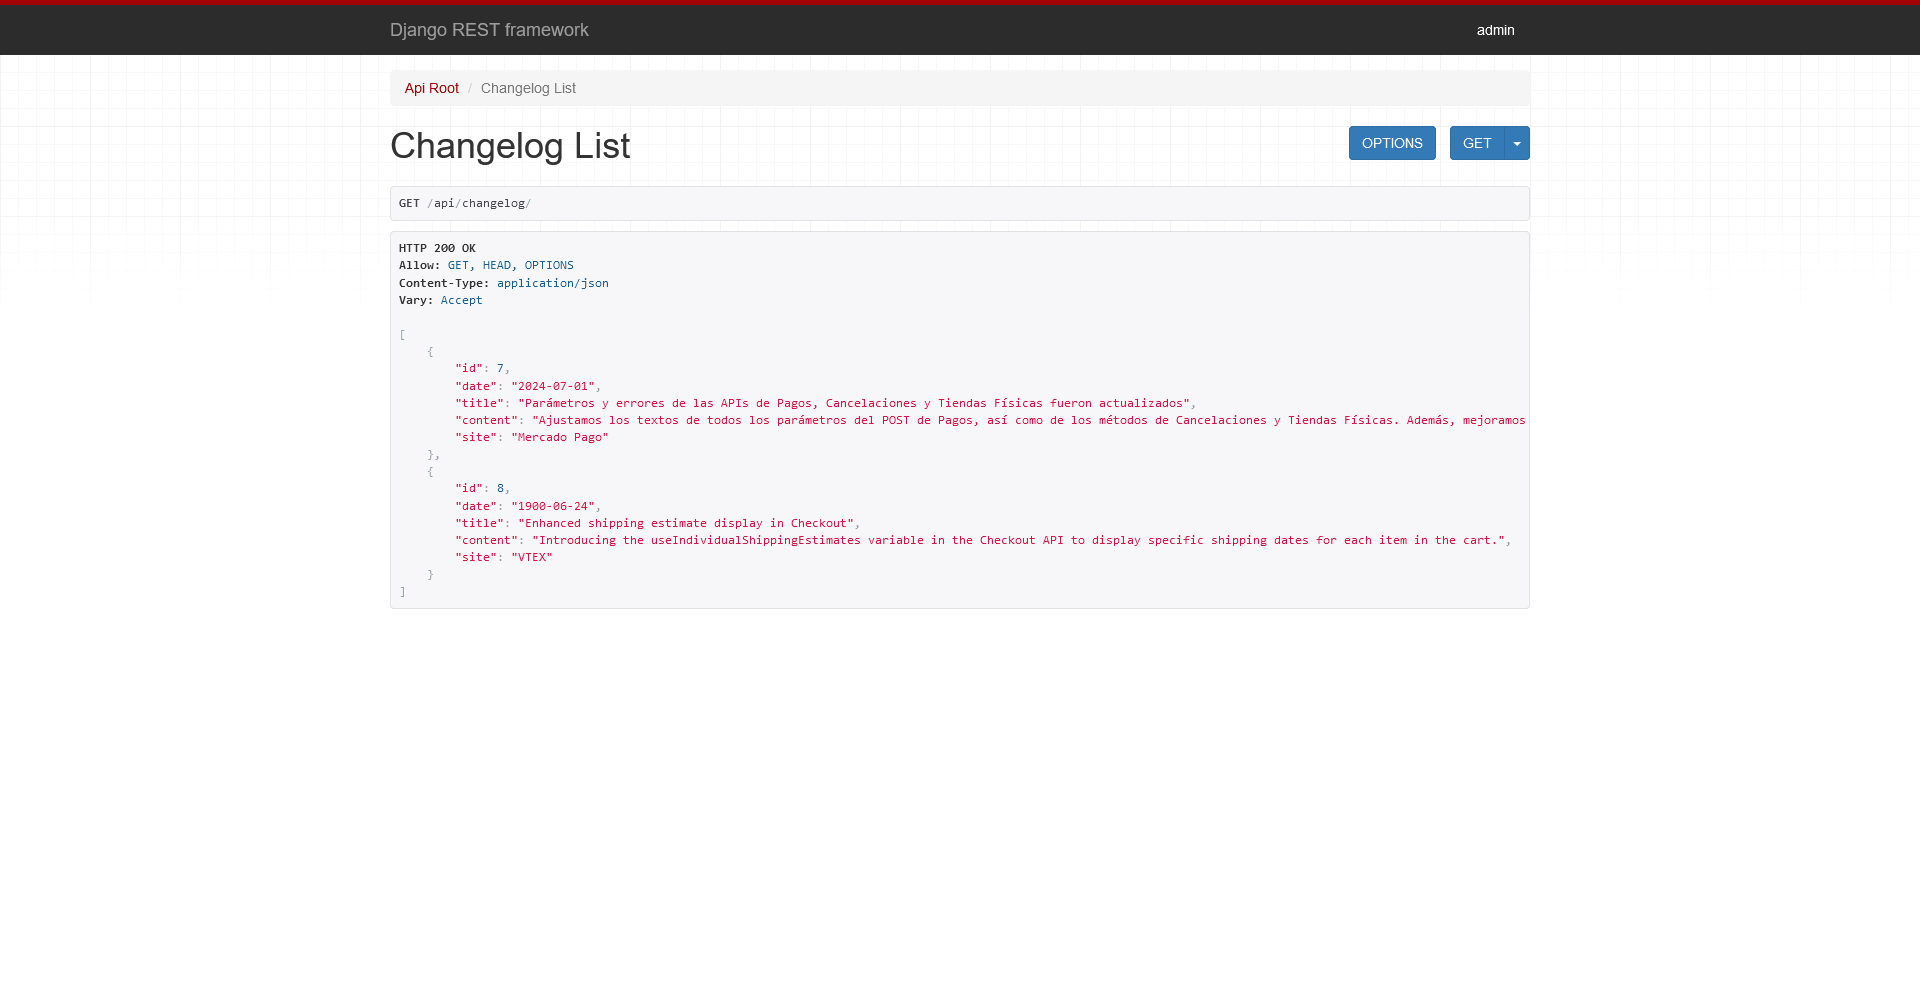 Django REST framework
admin
Api Root / Changelog List
Changelog List
OPTIONS
GET
GET /api/changelog/
HTTP 200 OK
Allow: GET, HEAD, OPTIONS
Content-Type: application/json
Vary: Accept
[
    {
        "id": 7,
        "date": "2024-07-01",
        "title": "Parámetros y errores de las APIs de Pagos, Cancelaciones y Tiendas Físicas fueron actualizados",
        "content": "Ajustamos los textos de todos los parámetros del POST de Pagos, así como de los métodos de Cancelaciones y Tiendas Físicas. Además, mejoramos
        "site": "Mercado Pago"
    },
    {
        "id": 8,
        "date": "1900-06-24",
        "title": "Enhanced shipping estimate display in Checkout",
        "content": "Introducing the useIndividualShippingEstimates variable in the Checkout API to display specific shipping dates for each item in the cart.",
        "site": "VTEX"
    }
]